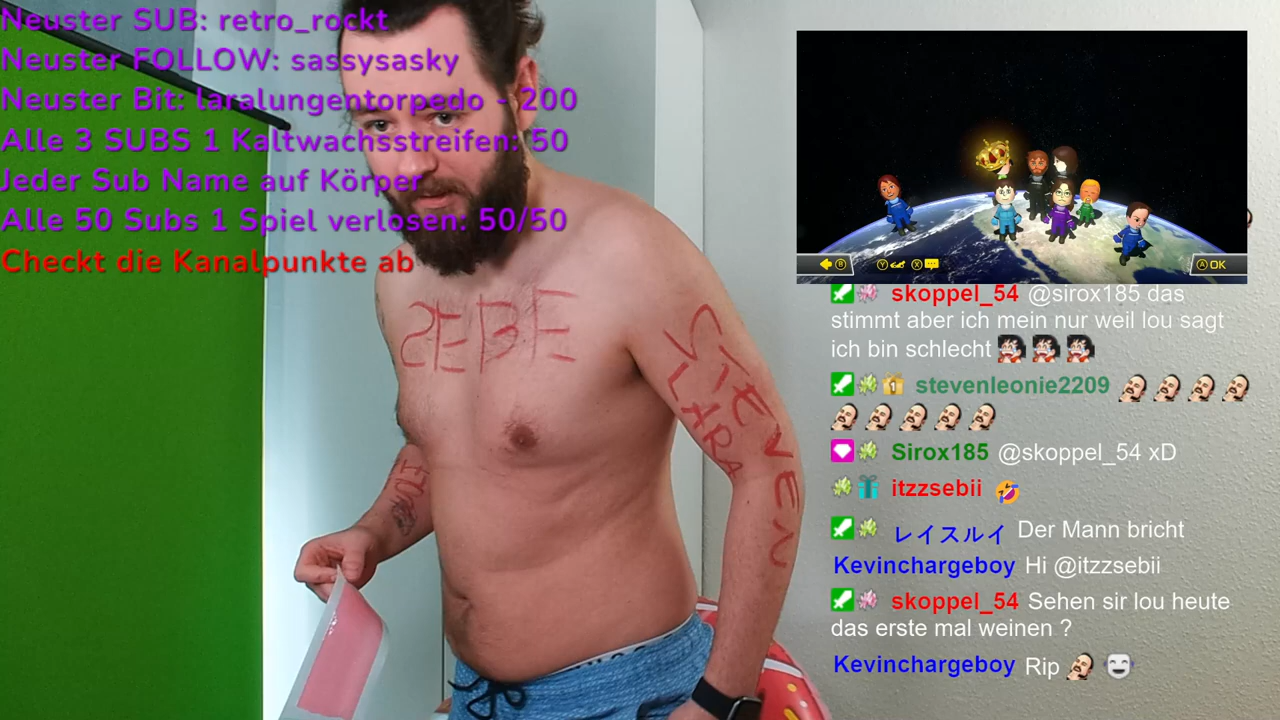 Neuster SUB: retro_rockt
Neuster FOLLOW: sassysasky
Neuster Bit: laralungentorpedo - 200
Alle 3 SUBS 1 Kaltwachsstreifen: 50
Jeder Sub Name auf Körper
Alle 50 Subs 1 Spiel verlosen: 50/50
Checkt die Kanalpunkte ab
SEBE
STEVEN
LARA
B
Y
X
A OK
skoppel_54 @sirox185 das
stimmt aber ich mein nur weil lou sagt
ich bin schlecht
1 stevenleonie2209
Sirox185 @skoppel_54 xD
itzzsebii
レイスルイ Der Mann bricht
Kevinchargeboy Hi @itzzsebii
skoppel_54 Sehen sir lou heute
das erste mal weinen ?
Kevinchargeboy Rip